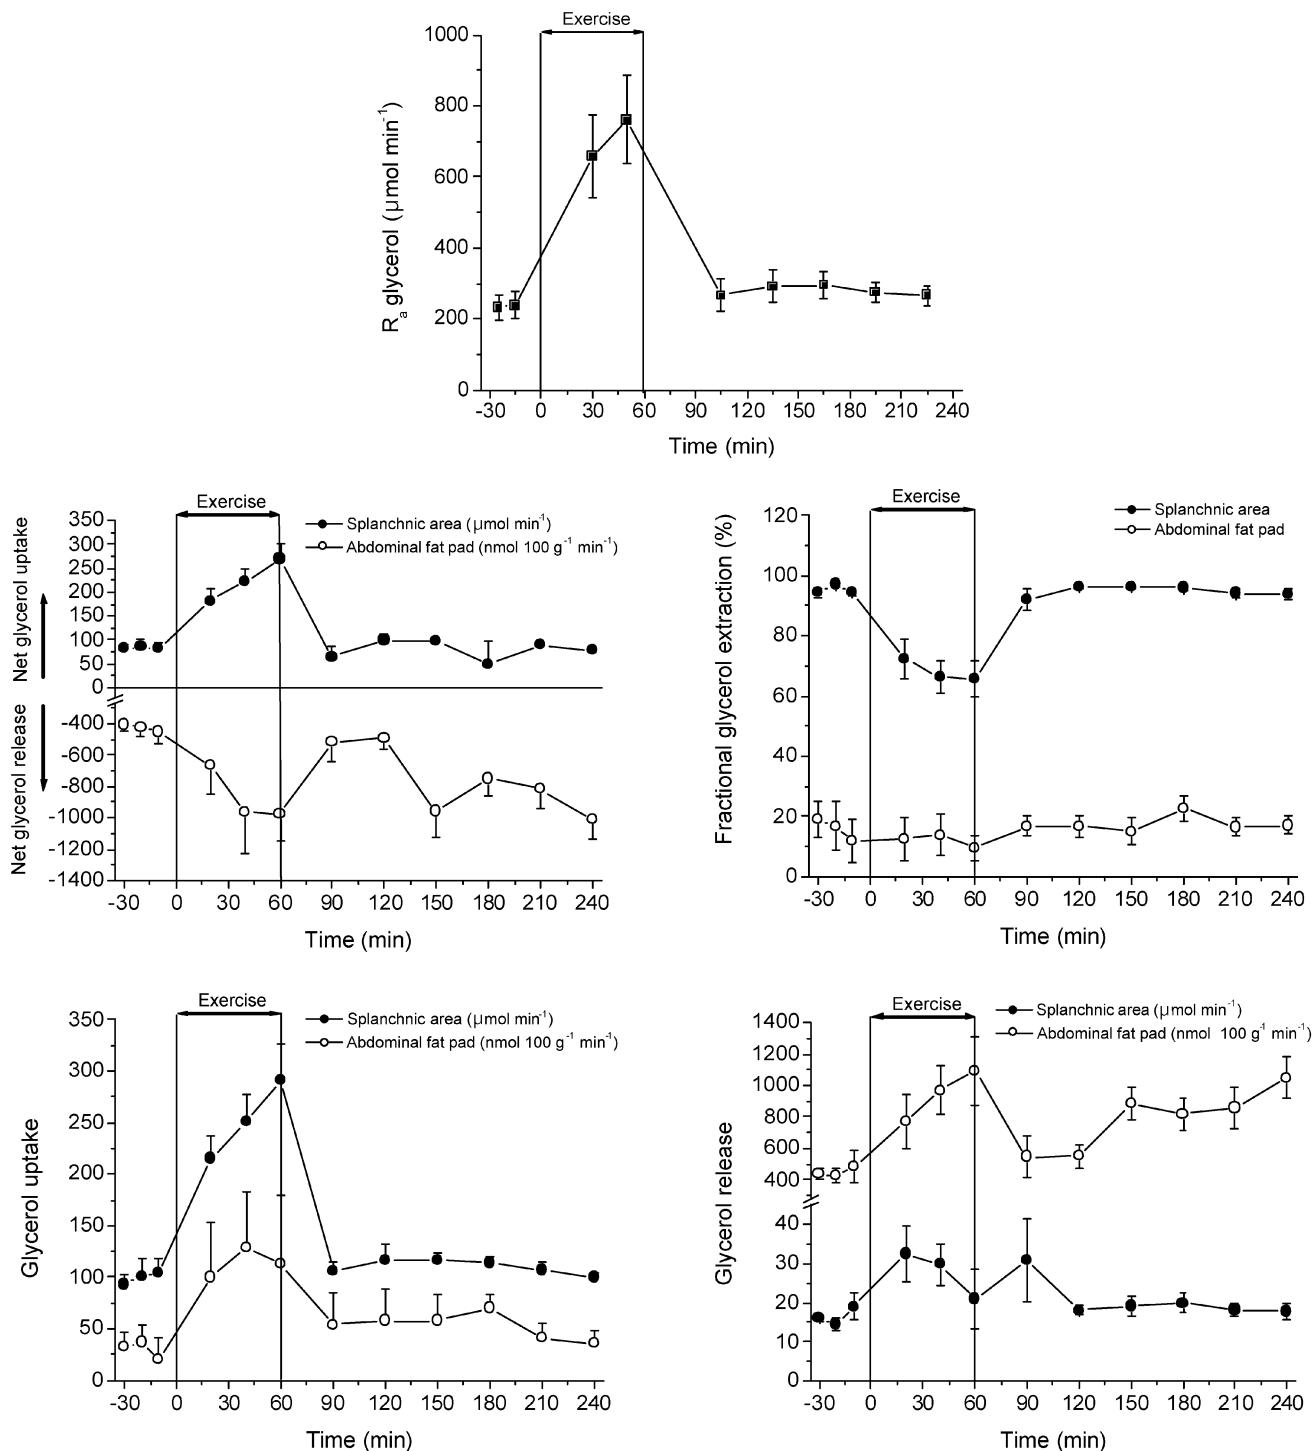 Exercise
1000
800
600
400
200
0
Rₐ glycerol (µmol min⁻¹)
-30 0 30 60 90 120 150 180 210 240
Time (min)
Exercise
Splanchnic area (µmol min⁻¹)
Abdominal fat pad (nmol 100 g⁻¹ min⁻¹)
Net glycerol uptake
Net glycerol release
350
300
250
200
150
100
50
0
-400
-600
-800
-1000
-1200
-1400
-30 0 30 60 90 120 150 180 210 240
Time (min)
Exercise
Splanchnic area
Abdominal fat pad
Fractional glycerol extraction (%)
120
100
80
60
40
20
0
-30 0 30 60 90 120 150 180 210 240
Time (min)
Exercise
Splanchnic area (µmol min⁻¹)
Abdominal fat pad (nmol 100 g⁻¹ min⁻¹)
Glycerol uptake
350
300
250
200
150
100
50
0
-30 0 30 60 90 120 150 180 210 240
Time (min)
Exercise
Splanchnic area (µmol min⁻¹)
Abdominal fat pad (nmol 100 g⁻¹ min⁻¹)
Glycerol release
1400
1200
1000
800
600
400
40
30
20
10
0
-30 0 30 60 90 120 150 180 210 240
Time (min)